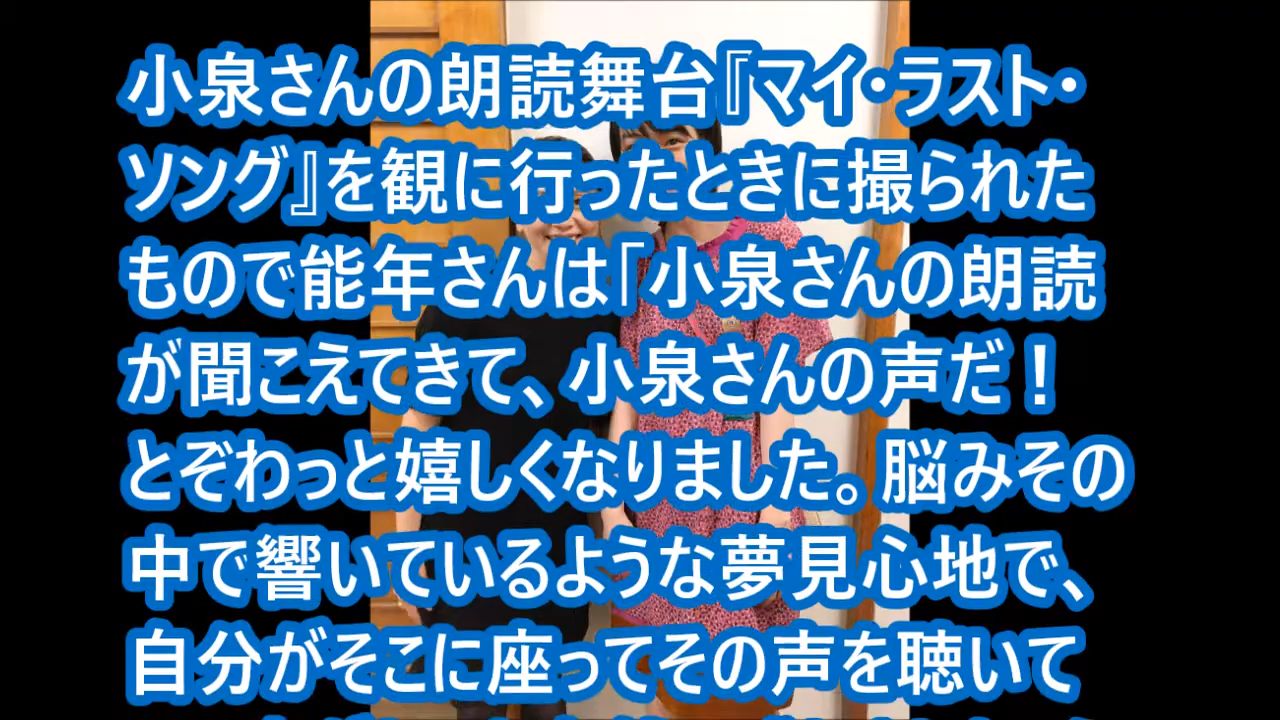 小泉さんの朗読舞台『マイ・ラスト・
ソング』を観に行ったときに撮られた
もので能年さんは「小泉さんの朗読
が聞こえてきて、小泉さんの声だ！
とぞわっと嬉しくなりました。脳みその
中で響いているような夢見心地で、
自分がそこに座ってその声を聴いて